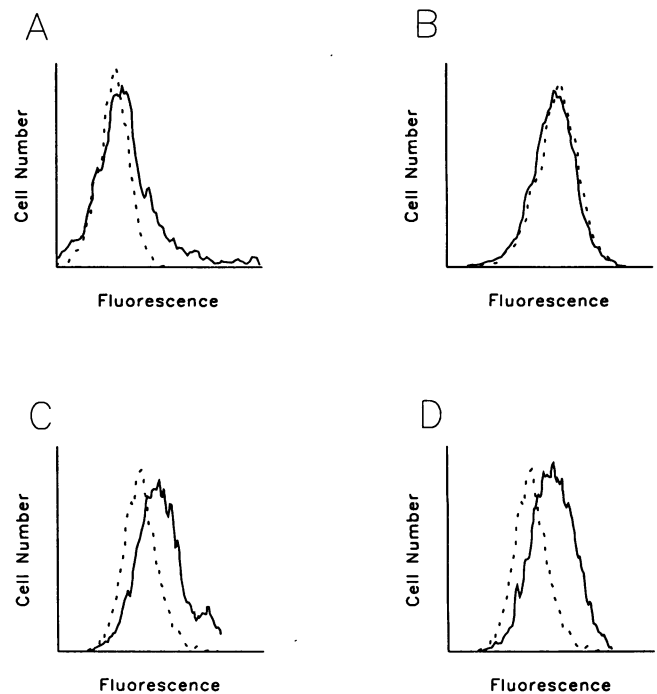 A
B
Cell Number
Cell Number
Fluorescence
Fluorescence
C
D
Cell Number
Cell Number
Fluorescence
Fluorescence